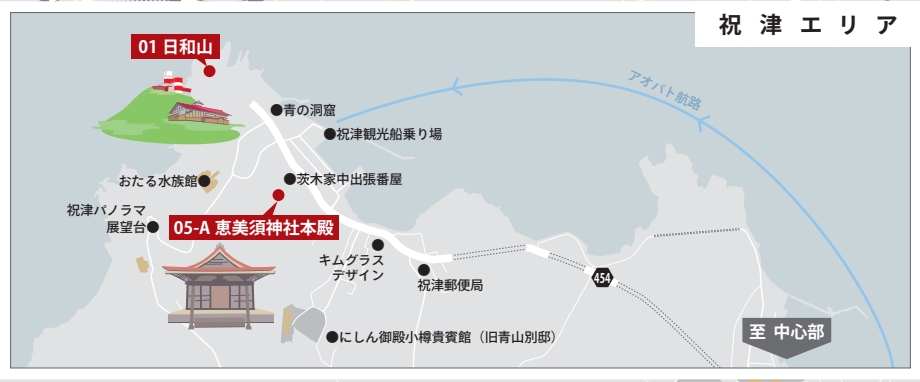 祝津エリア
01 日和山
アオバト航路
青の洞窟
祝津観光船乗り場
おたる水族館
茨木家中出張番屋
祝津パノラマ
展望台
05-A 恵美須神社本殿
キムグラス
デザイン
祝津郵便局
454
至 中心部
にしん御殿小樽貴賓館（旧青山別邸）